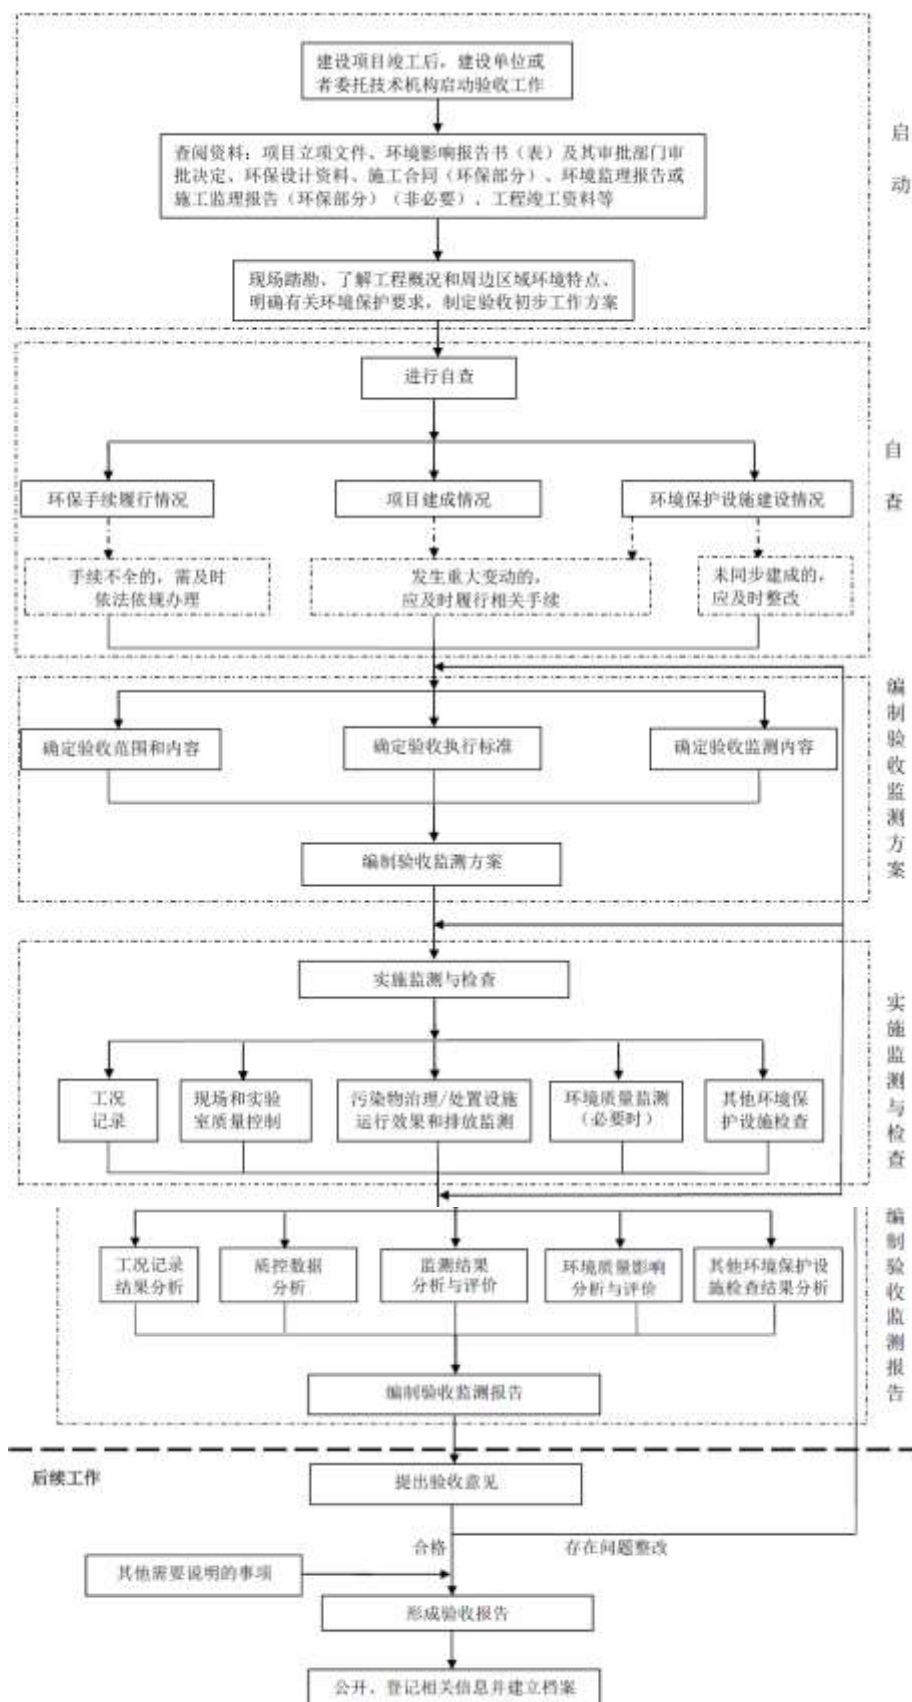 建设项目竣工后，建设单位或
者委托技术机构启动验收工作
启动
查阅资料：项目立项文件、环境影响报告书（表）及其审批部门审
批决定、环保设计资料、施工合同（环保部分）、环境监理报告或
施工监理报告（环保部分）（非必要）、工程竣工资料等
现场踏勘，了解工程概况和周边区域环境特点、
明确有关环境保护要求，制定验收初步工作方案
进行自查
自查
环保手续履行情况
项目建成情况
环境保护设施建设情况
手续不全的，需及时
依法依规办理
发生重大变动的，
应及时履行相关手续
未同步建成的，
应及时整改
编制验收监测方案
确定验收范围和内容
确定验收执行标准
确定验收监测内容
编制验收监测方案
实施监测与检查
实施监测与检查
工况
记录
现场和实验
室质量控制
污染物治理/处置设施
运行效果和排放监测
环境质量监测
（必要时）
其他环境保
护设施检查
编制验收监测报告
工况记录
结果分析
质控数据
分析
监测结果
分析与评价
环境质量影响
分析与评价
其他环境保护设
施检查结果分析
编制验收监测报告
后续工作
提出验收意见
合格
存在问题整改
其他需要说明的事项
形成验收报告
公开、登记相关信息并建立档案